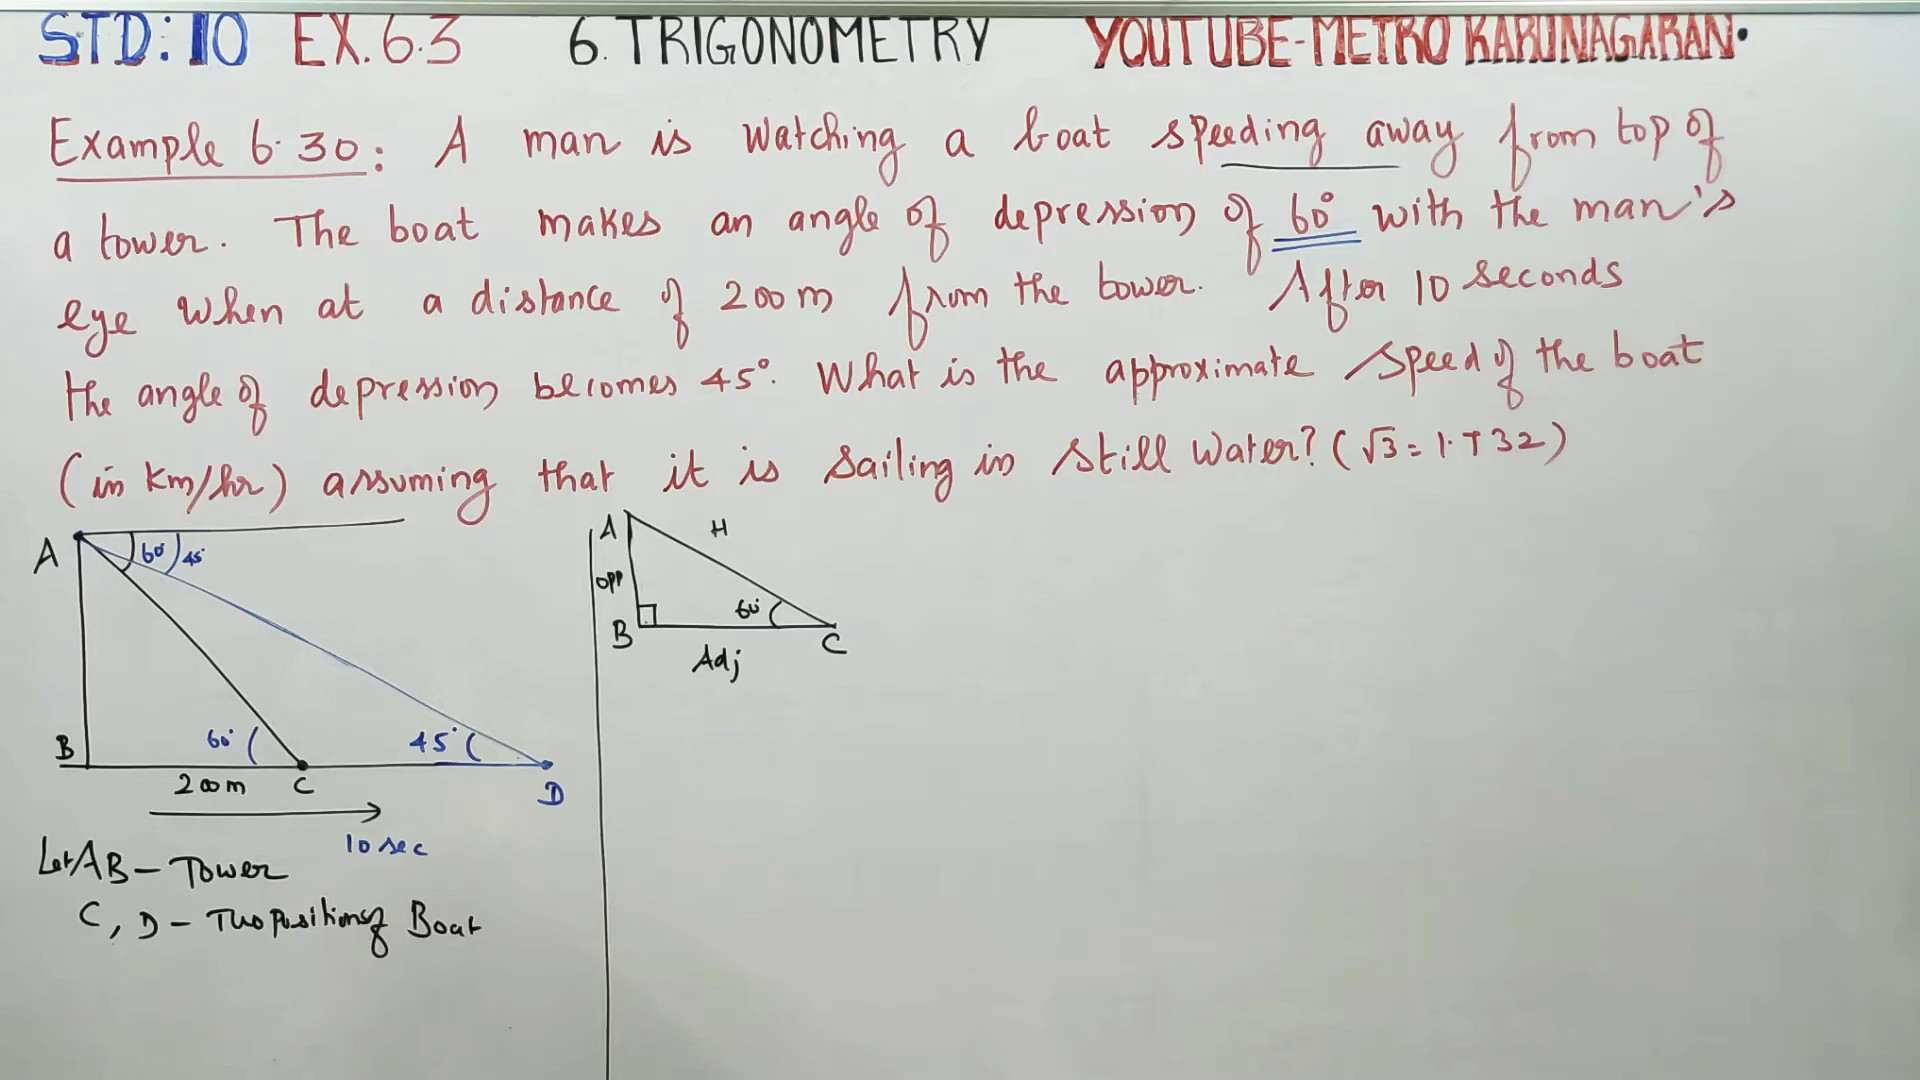 STD: 10 EX. 6.3 6. TRIGONOMETRY YOUTUBE-METRO KARUNAGARAN.
Example 6.30: A man is watching a boat speeding away from top of
a tower. The boat makes an angle of depression of 60° with the man's
eye when at a distance of 200m from the tower. After 10 seconds
the angle of depression becomes 45°. What is the approximate speed of the boat
(in km/hr) assuming that it is sailing in still water? (√3 = 1.732)
A 60° 45°
B 60° 45°
200m C D
10 sec
Let AB - Tower
C, D - Two Position of Boat
A H
opp
60°
B C
Adj